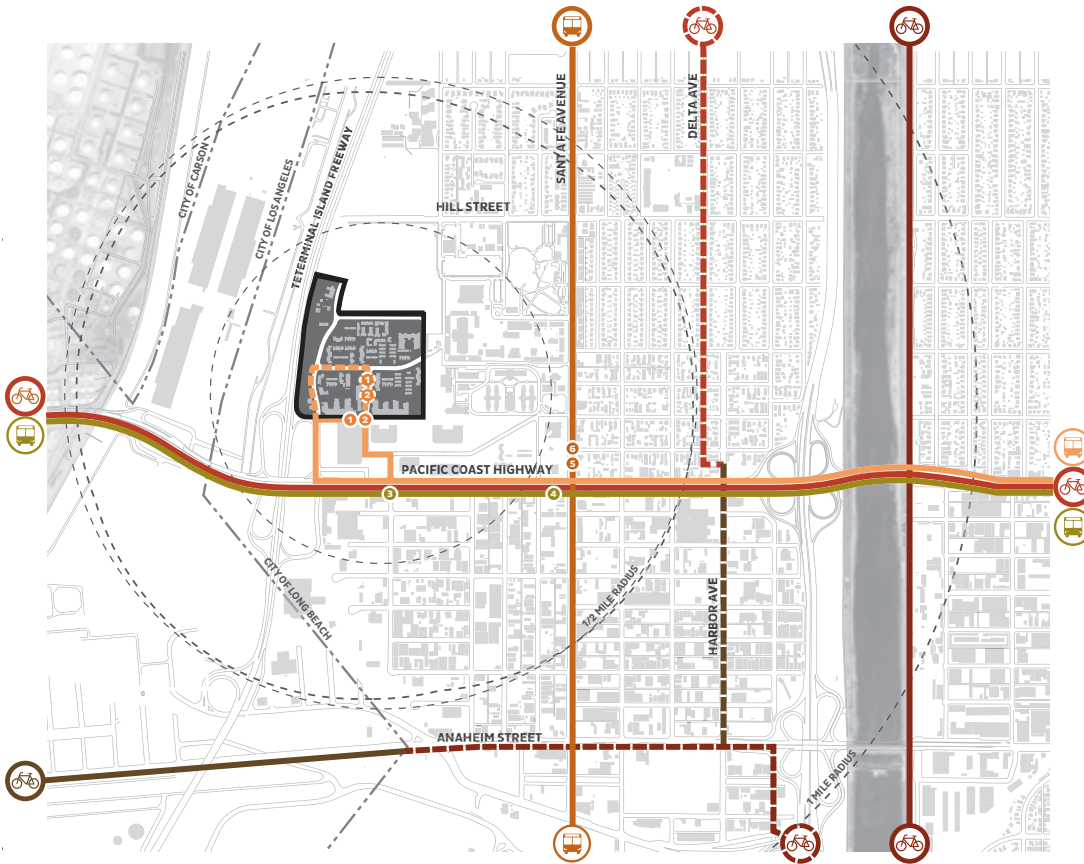 SANTA FE AVENUE
DELTA AVE
CITY OF CARSON
CITY OF LOS ANGELES
TETERMINAL ISLAND FREEWAY
HILL STREET
1
2
1
2
6
5
PACIFIC COAST HIGHWAY
3
4
CITY OF LONG BEACH
1/2 MILE RADIUS
HARBOR AVE
ANAHEIM STREET
1 MILE RADIUS